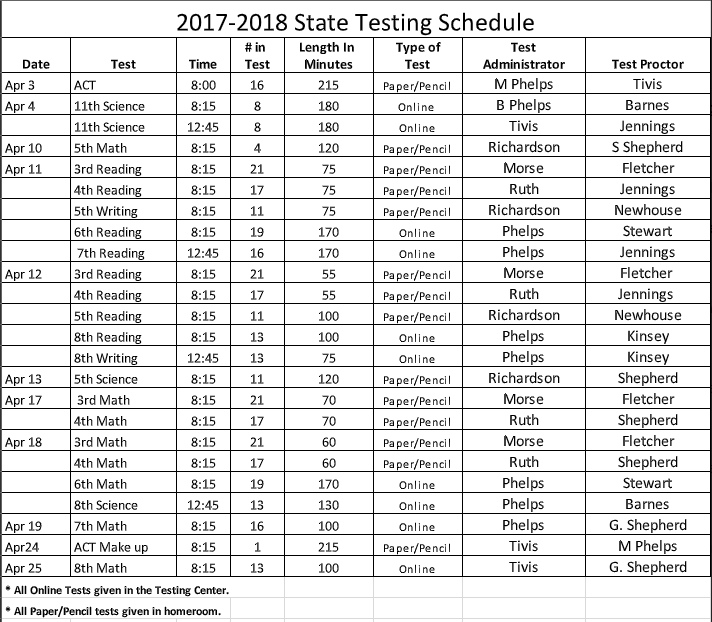 2017-2018 State Testing Schedule
Date Test Time # in Test Length In Minutes Type of Test Test Administrator Test Proctor
Apr 3 ACT 8:00 16 215 Paper/Pencil M Phelps Tivis
Apr 4 11th Science 8:15 8 180 Online B Phelps Barnes
11th Science 12:45 8 180 Online Tivis Jennings
Apr 10 5th Math 8:15 4 120 Paper/Pencil Richardson S Shepherd
Apr 11 3rd Reading 8:15 21 75 Paper/Pencil Morse Fletcher
4th Reading 8:15 17 75 Paper/Pencil Ruth Jennings
5th Writing 8:15 11 75 Paper/Pencil Richardson Newhouse
6th Reading 8:15 19 170 Online Phelps Stewart
7th Reading 12:45 16 170 Online Phelps Jennings
Apr 12 3rd Reading 8:15 21 55 Paper/Pencil Morse Fletcher
4th Reading 8:15 17 55 Paper/Pencil Ruth Jennings
5th Reading 8:15 11 100 Paper/Pencil Richardson Newhouse
8th Reading 8:15 13 100 Online Phelps Kinsey
8th Writing 12:45 13 75 Online Phelps Kinsey
Apr 13 5th Science 8:15 11 120 Paper/Pencil Richardson Shepherd
Apr 17 3rd Math 8:15 21 70 Paper/Pencil Morse Fletcher
4th Math 8:15 17 70 Paper/Pencil Ruth Shepherd
Apr 18 3rd Math 8:15 21 60 Paper/Pencil Morse Fletcher
4th Math 8:15 17 60 Paper/Pencil Ruth Shepherd
6th Math 8:15 19 170 Online Phelps Stewart
8th Science 12:45 13 130 Online Phelps Barnes
Apr 19 7th Math 8:15 16 100 Online Phelps G. Shepherd
Apr24 ACT Make up 8:15 1 215 Paper/Pencil Tivis M Phelps
Apr 25 8th Math 8:15 13 100 Online Tivis G. Shepherd
* All Online Tests given in the Testing Center.
* All Paper/Pencil tests given in homeroom.